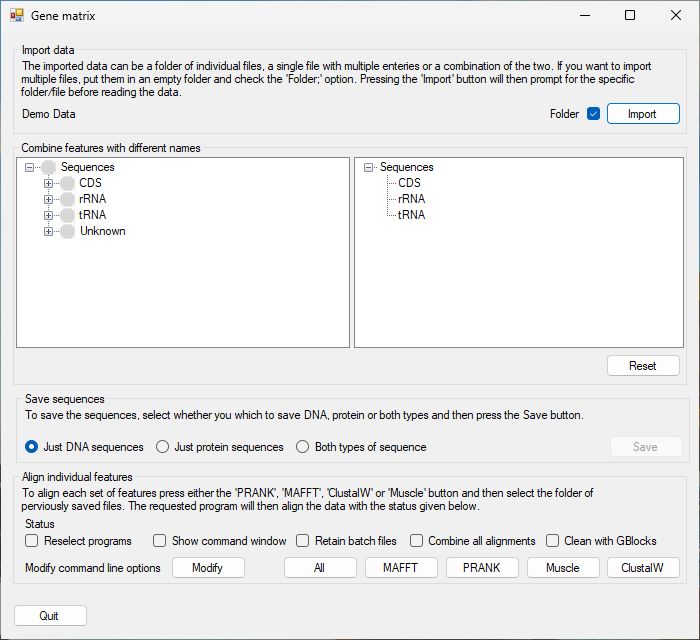 Gene matrix
Import data
The imported data can be a folder of individual files, a single file with multiple enteries or a combination of the two. If you want to import
multiple files, put them in an empty folder and check the 'Folder;' option. Pressing the 'Import' button will then prompt for the specific
folder/file before reading the data.
Demo Data Folder Import
Combine features with different names
Sequences
CDS
rRNA
tRNA
Unknown
Sequences
CDS
rRNA
tRNA
Reset
Save sequences
To save the sequences, select whether you which to save DNA, protein or both types and then press the Save button.
Just DNA sequences Just protein sequences Both types of sequence Save
Align individual features
To align each set of features press either the 'PRANK', 'MAFFT', 'ClustalW' or 'Muscle' button and then select the folder of
perviously saved files. The requested program will then align the data with the status given below.
Status
Reselect programs Show command window Retain batch files Combine all alignments Clean with GBlocks
Modify command line options Modify All MAFFT PRANK Muscle ClustalW
Quit